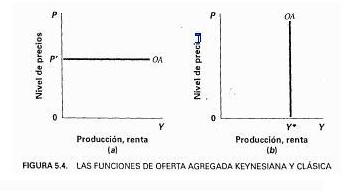 P
Nivel de precios
P'
OA
0
Y
Producción, renta
(a)
P
OA
Nivel de
0
Y*
Y
Producción, renta
(b)
FIGURA 5.4. LAS FUNCIONES DE OFERTA AGREGADA KEYNESIANA Y CLÁSICA